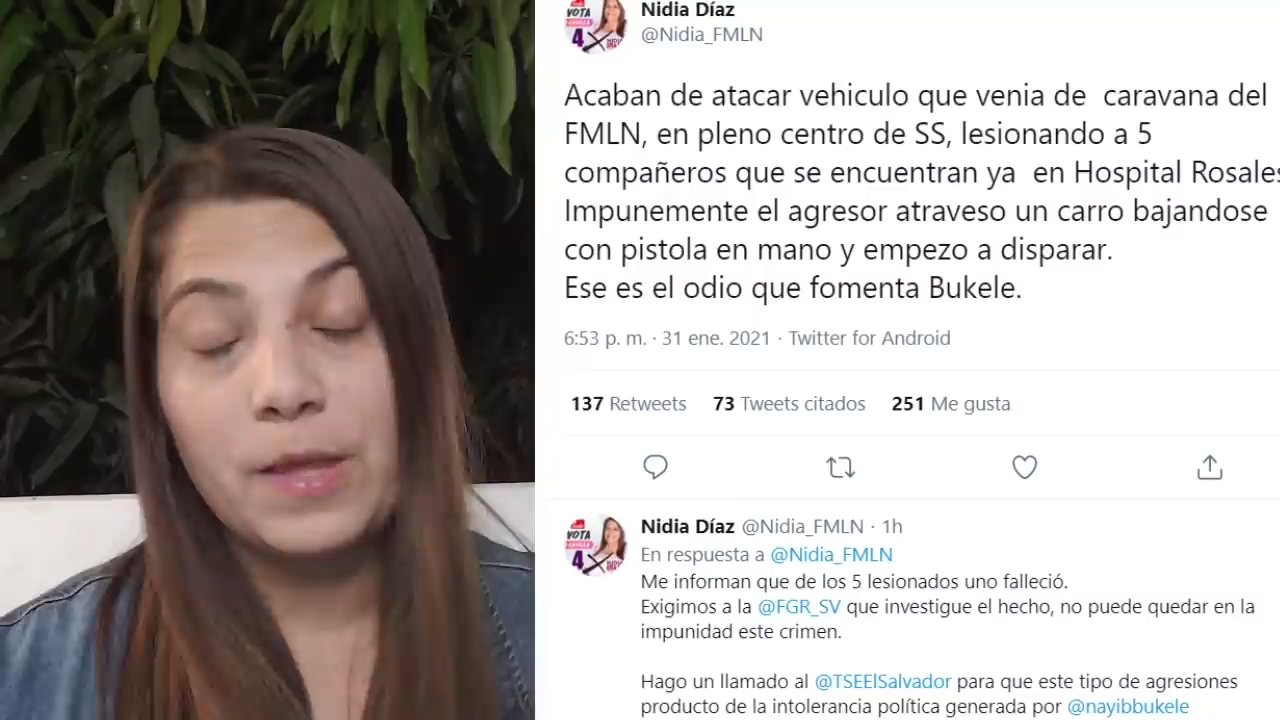 Nidia Díaz
@Nidia_FMLN
VOTA
4
Acaban de atacar vehiculo que venia de caravana del
FMLN, en pleno centro de SS, lesionando a 5
compañeros que se encuentran ya en Hospital Rosales
Impunemente el agresor atraveso un carro bajandose
con pistola en mano y empezo a disparar.
Ese es el odio que fomenta Bukele.
6:53 p. m. · 31 ene. 2021 · Twitter for Android
137 Retweets 73 Tweets citados 251 Me gusta
Nidia Díaz @Nidia_FMLN · 1h
VOTA
4
En respuesta a @Nidia_FMLN
Me informan que de los 5 lesionados uno falleció.
Exigimos a la @FGR_SV que investigue el hecho, no puede quedar en la
impunidad este crimen.
Hago un llamado al @TSEElSalvador para que este tipo de agresiones
producto de la intolerancia política generada por @nayibbukele